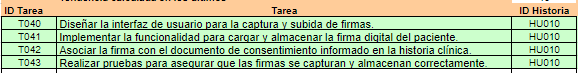 ID Tarea Tarea ID Historia
T040 Diseñar la interfaz de usuario para la captura y subida de firmas. HU010
T041 Implementar la funcionalidad para cargar y almacenar la firma digital del paciente. HU010
T042 Asociar la firma con el documento de consentimiento informado en la historia clínica. HU010
T043 Realizar pruebas para asegurar que las firmas se capturan y almacenan correctamente. HU010